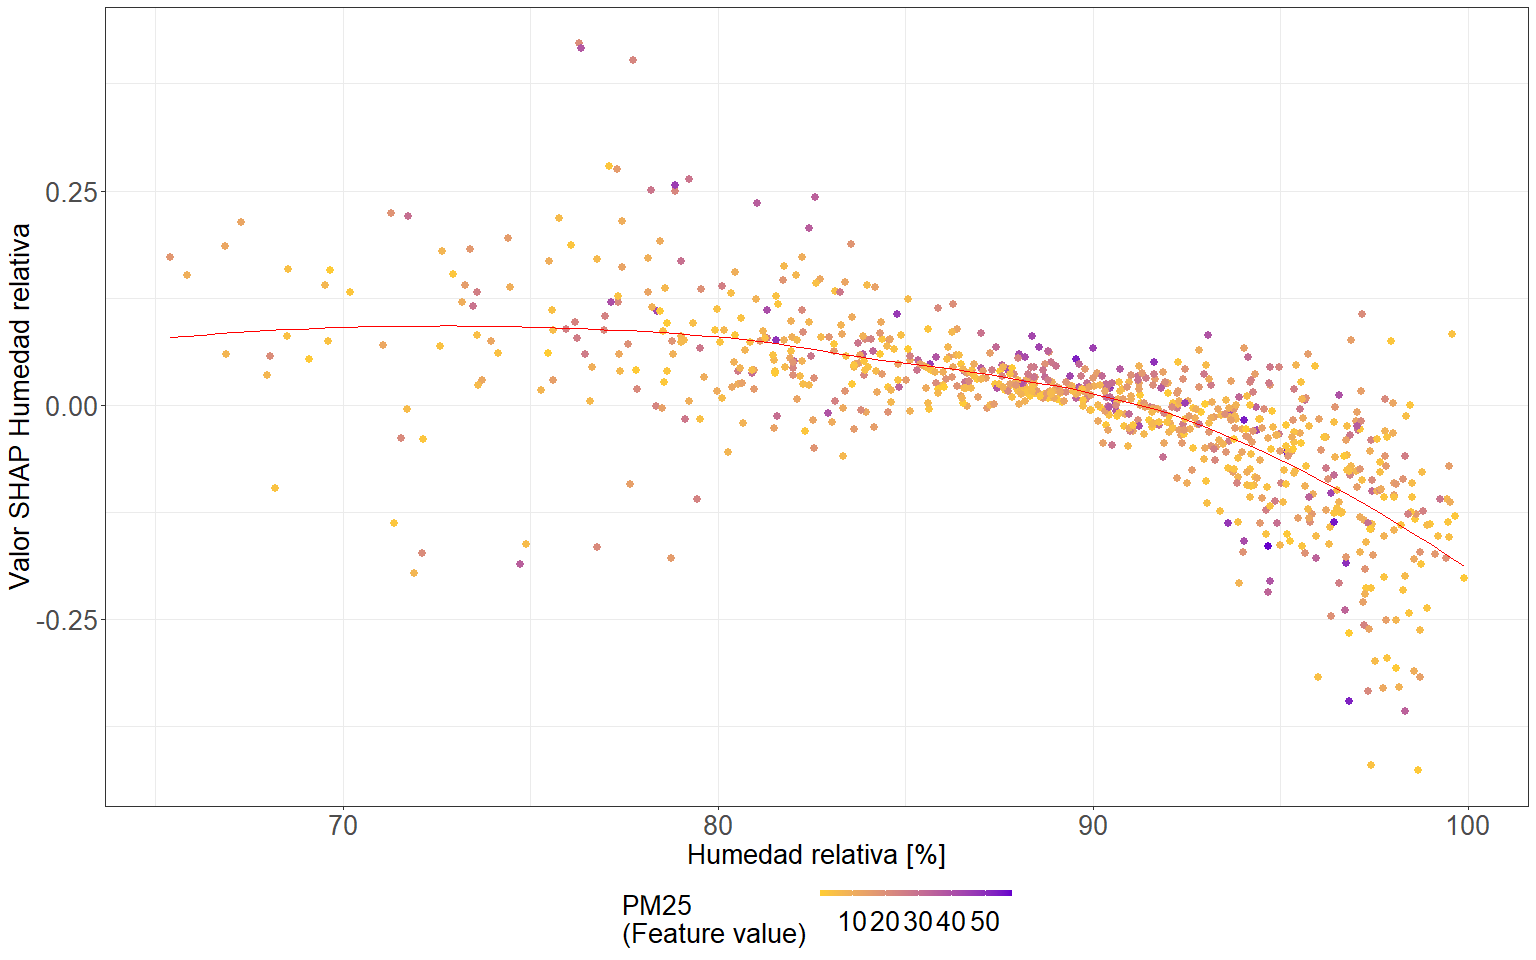 Valor SHAP Humedad relativa
0.25
0.00
-0.25
70 80 90 100
Humedad relativa [%]
PM25
(Feature value)
10 20 30 40 50